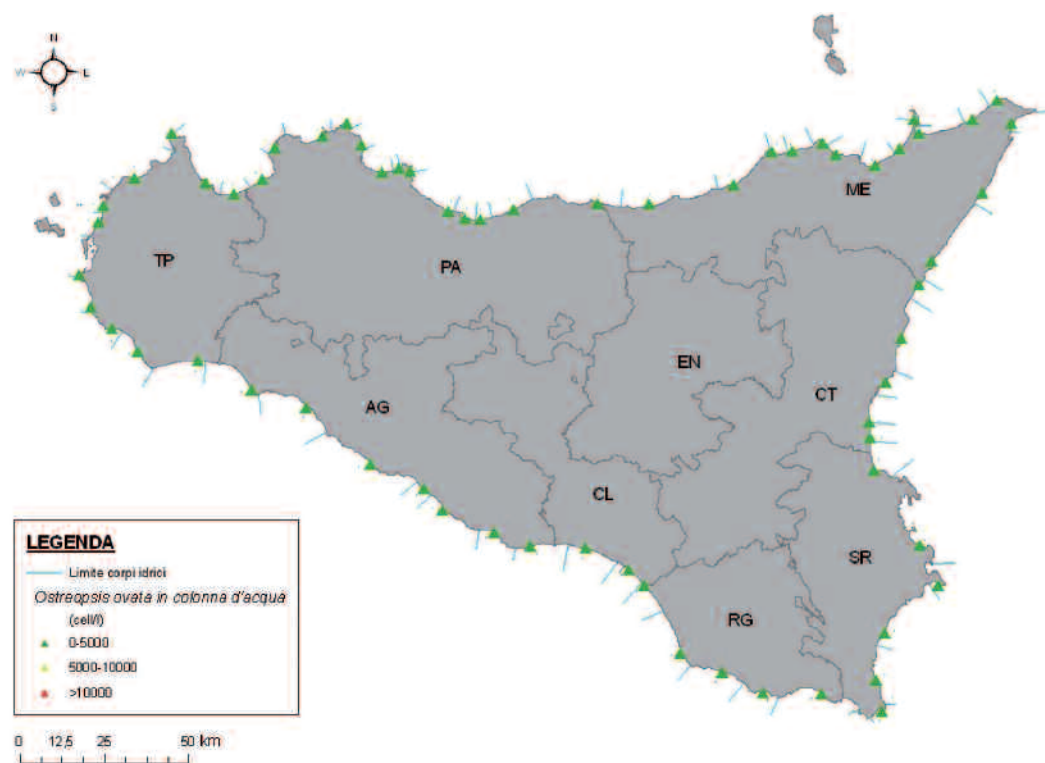 N
W L
S
ME
TP
PA
EN
AG
CT
CL
SR
RG
LEGENDA
Limite corpi idrici
Ostreopsis ovata in colonna d'acqua
(cell/l)
0-5000
5000-10000
>10000
0 12,5 25 50 km